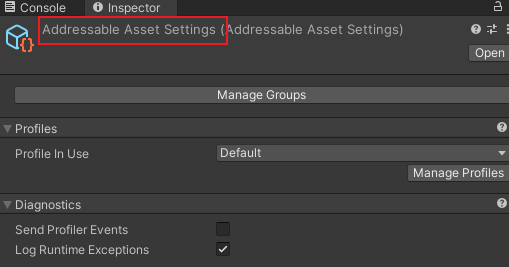 Console Inspector
Addressable Asset Settings (Addressable Asset Settings)
Open
Manage Groups
Profiles
Profile In Use Default
Manage Profiles
Diagnostics
Send Profiler Events
Log Runtime Exceptions